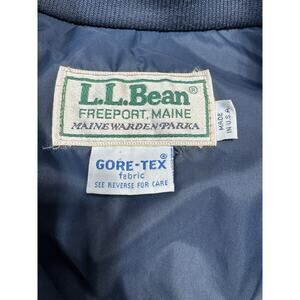 L.L.Bean®
FREEPORT, MAINE
MAINE WARDEN PARKA
MADE
IN U.S.A
GORE-TEX®
fabric
SEE REVERSE FOR CARE